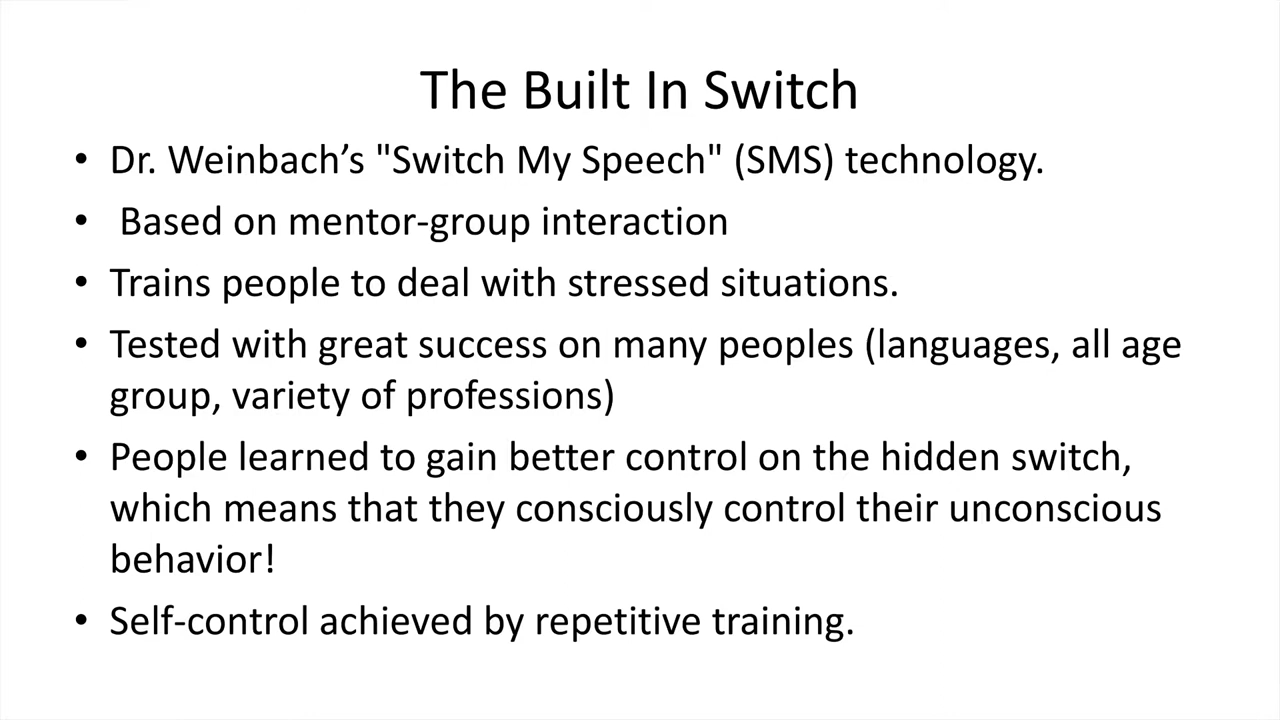 The Built In Switch
• Dr. Weinbach’s "Switch My Speech" (SMS) technology.
• Based on mentor-group interaction
• Trains people to deal with stressed situations.
• Tested with great success on many peoples (languages, all age
group, variety of professions)
• People learned to gain better control on the hidden switch,
which means that they consciously control their unconscious
behavior!
• Self-control achieved by repetitive training.